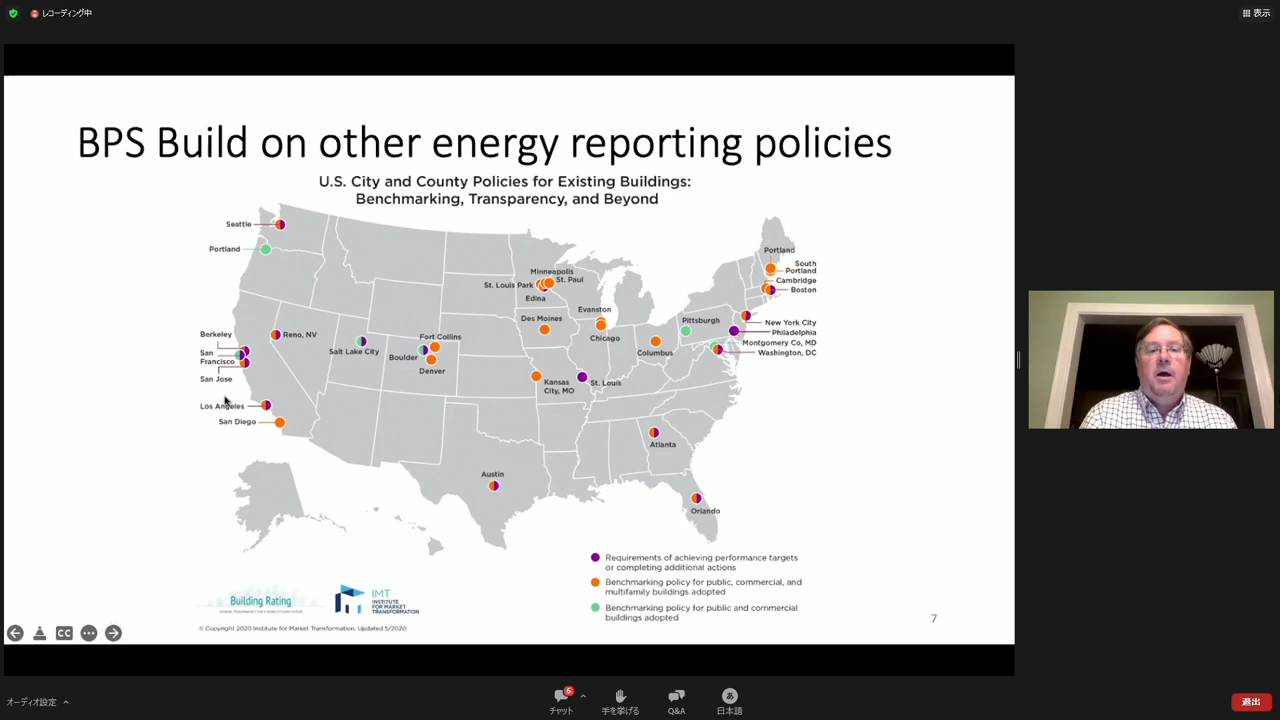 レコーディング中
表示
BPS Build on other energy reporting policies
U.S. City and County Policies for Existing Buildings:
Benchmarking, Transparency, and Beyond
Seattle
Portland
Berkeley
San
Francisco
San Jose
Los Angeles
San Diego
Reno, NV
Salt Lake City
Fort Collins
Boulder
Denver
Austin
Minneapolis
St. Louis Park
St. Paul
Edina
Des Moines
Evanston
Chicago
Kansas
City, MO
St. Louis
Columbus
Pittsburgh
Atlanta
Orlando
Portland
South
Portland
Cambridge
Boston
New York City
Philadelphia
Montgomery Co, MD
Washington, DC
Requirements of achieving performance targets
or completing additional actions
Benchmarking policy for public, commercial, and
multifamily buildings adopted
Benchmarking policy for public and commercial
buildings adopted
Building Rating
IMT
INSTITUTE
FOR MARKET
TRANSFORMATION
© Copyright 2020 Institute for Market Transformation. Updated 5/2020
7
CC
オーディオ設定
6
チャット
手を挙げる
Q&A
あ
日本語
退出